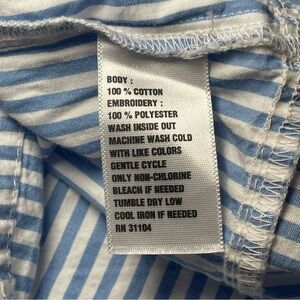 BODY :
100 % COTTON
EMBROIDERY :
100 % POLYESTER
WASH INSIDE OUT
MACHINE WASH COLD
WITH LIKE COLORS
GENTLE CYCLE
ONLY NON-CHLORINE
BLEACH IF NEEDED
TUMBLE DRY LOW
COOL IRON IF NEEDED
RN 31104